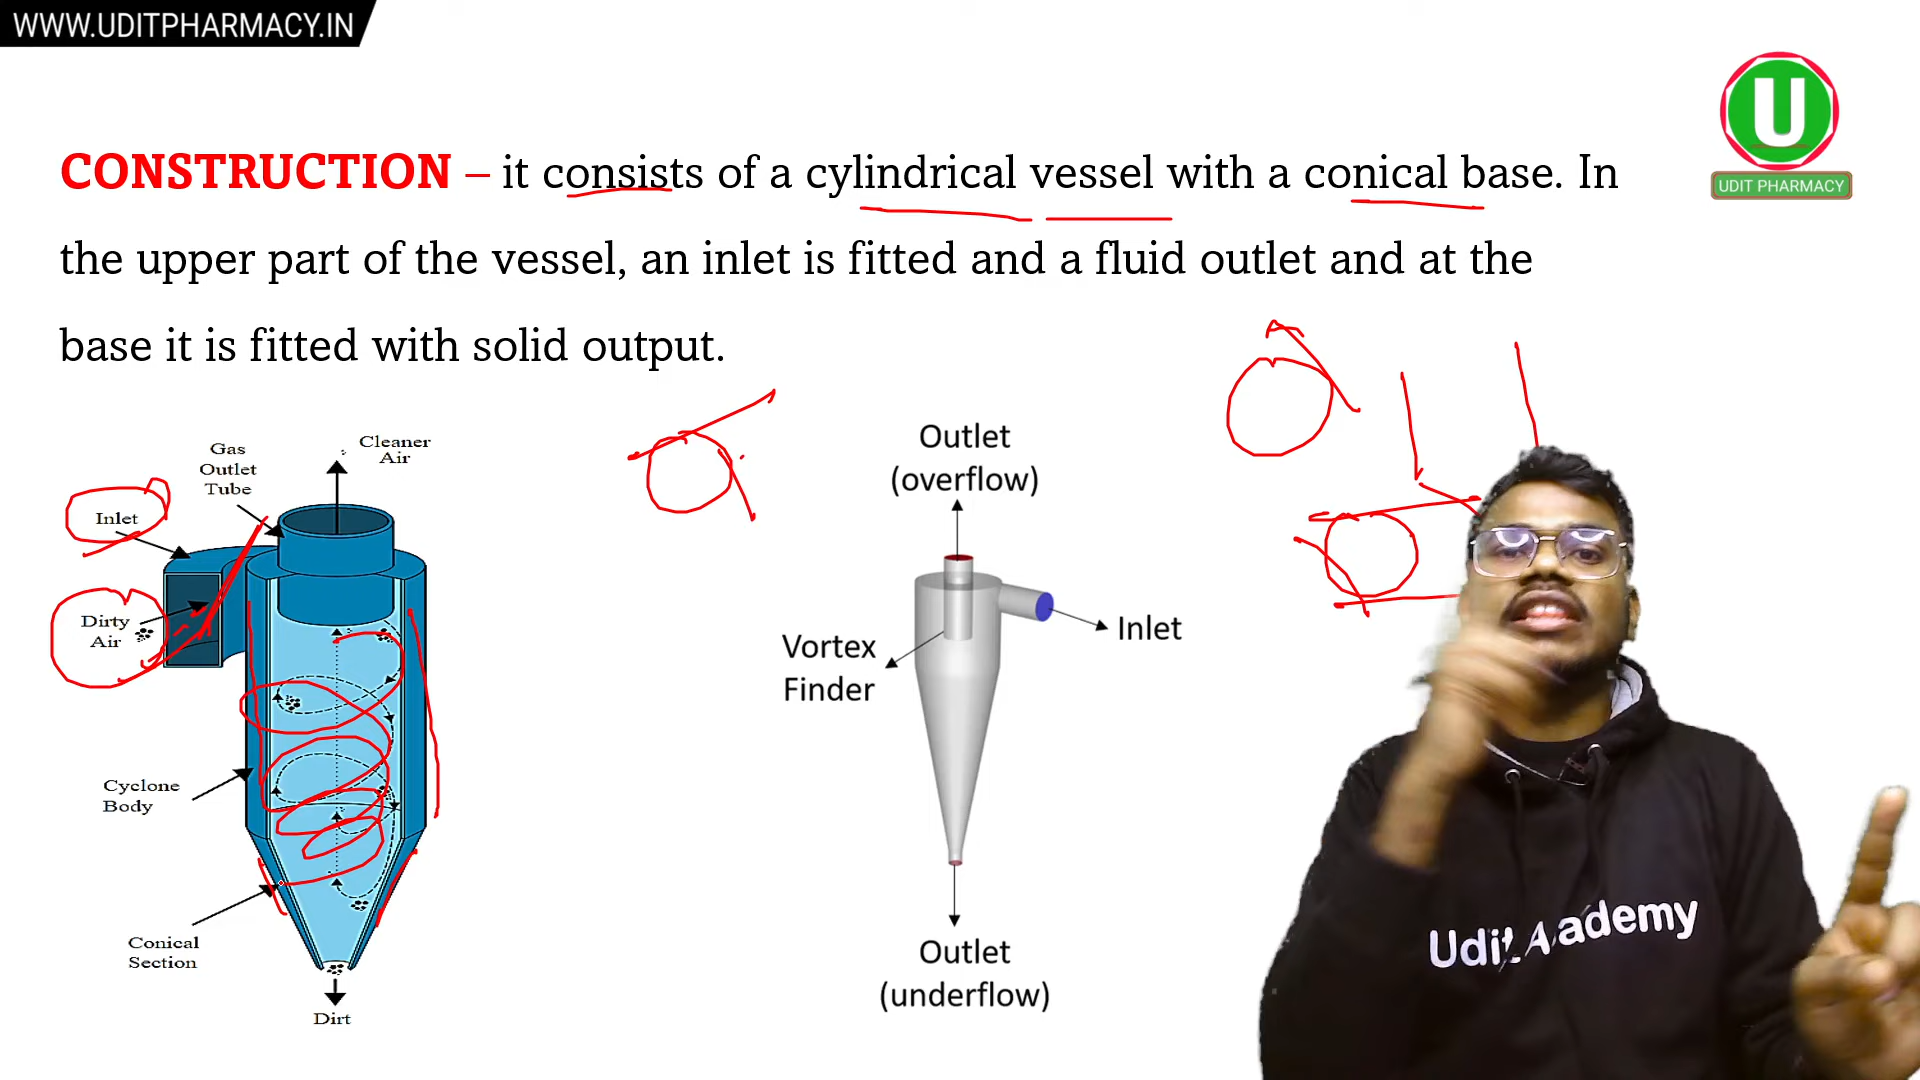 WWW.UDITPHARMACY.IN
U
UDIT PHARMACY
CONSTRUCTION – it consists of a cylindrical vessel with a conical base. In
the upper part of the vessel, an inlet is fitted and a fluid outlet and at the
base it is fitted with solid output.
Gas
Outlet
Tube
Cleaner
Air
Inlet
Dirty
Air
Cyclone
Body
Conical
Section
Dirt
Outlet
(overflow)
Inlet
Vortex
Finder
Outlet
(underflow)
Udit Academy